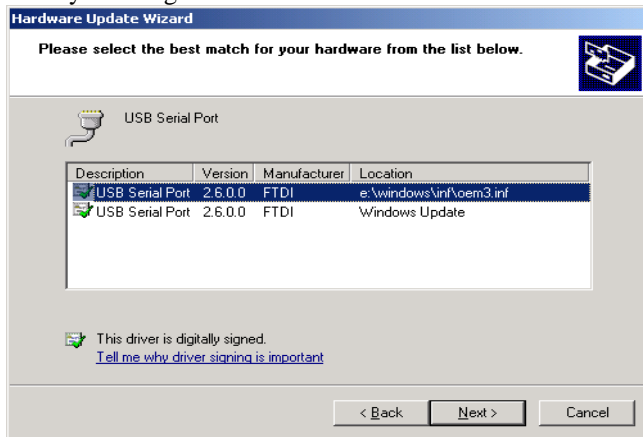 Hardware Update Wizard
Please select the best match for your hardware from the list below.
USB Serial Port
Description Version Manufacturer Location
USB Serial Port 2.6.0.0 FTDI e:\windows\inf\oem3.inf
USB Serial Port 2.6.0.0 FTDI Windows Update
This driver is digitally signed.
Tell me why driver signing is important
< Back Next > Cancel